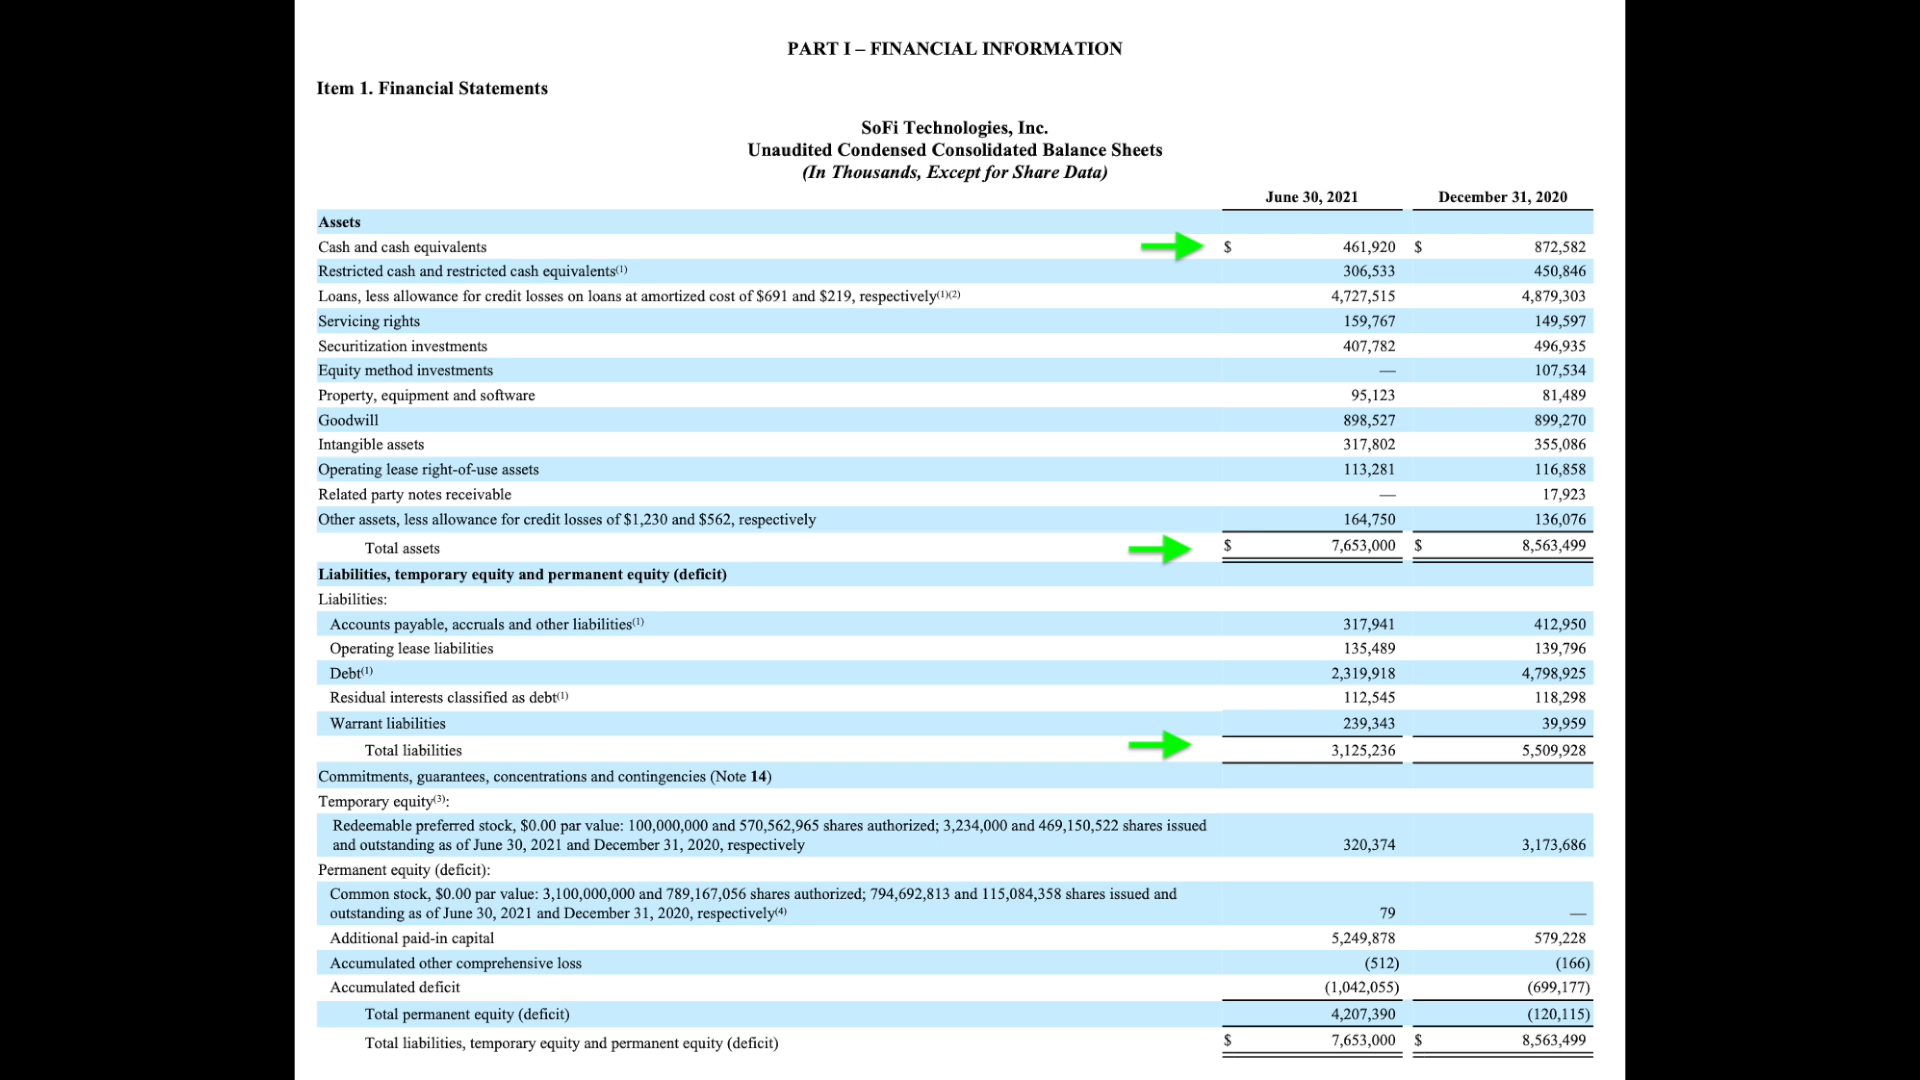 PART I – FINANCIAL INFORMATION
Item 1. Financial Statements
SoFi Technologies, Inc.
Unaudited Condensed Consolidated Balance Sheets
(In Thousands, Except for Share Data)
June 30, 2021 December 31, 2020
Assets
Cash and cash equivalents $ 461,920 $ 872,582
Restricted cash and restricted cash equivalents(1) 306,533 450,846
Loans, less allowance for credit losses on loans at amortized cost of $691 and $219, respectively(1)(2) 4,727,515 4,879,303
Servicing rights 159,767 149,597
Securitization investments 407,782 496,935
Equity method investments — 107,534
Property, equipment and software 95,123 81,489
Goodwill 898,527 899,270
Intangible assets 317,802 355,086
Operating lease right-of-use assets 113,281 116,858
Related party notes receivable — 17,923
Other assets, less allowance for credit losses of $1,230 and $562, respectively 164,750 136,076
Total assets $ 7,653,000 $ 8,563,499
Liabilities, temporary equity and permanent equity (deficit)
Liabilities:
Accounts payable, accruals and other liabilities(1) 317,941 412,950
Operating lease liabilities 135,489 139,796
Debt(1) 2,319,918 4,798,925
Residual interests classified as debt(1) 112,545 118,298
Warrant liabilities 239,343 39,959
Total liabilities 3,125,236 5,509,928
Commitments, guarantees, concentrations and contingencies (Note 14)
Temporary equity(3):
Redeemable preferred stock, $0.00 par value: 100,000,000 and 570,562,965 shares authorized; 3,234,000 and 469,150,522 shares issued
and outstanding as of June 30, 2021 and December 31, 2020, respectively 320,374 3,173,686
Permanent equity (deficit):
Common stock, $0.00 par value: 3,100,000,000 and 789,167,056 shares authorized; 794,692,813 and 115,084,358 shares issued and
outstanding as of June 30, 2021 and December 31, 2020, respectively(4) 79 —
Additional paid-in capital 5,249,878 579,228
Accumulated other comprehensive loss (512) (166)
Accumulated deficit (1,042,055) (699,177)
Total permanent equity (deficit) 4,207,390 (120,115)
Total liabilities, temporary equity and permanent equity (deficit) $ 7,653,000 $ 8,563,499